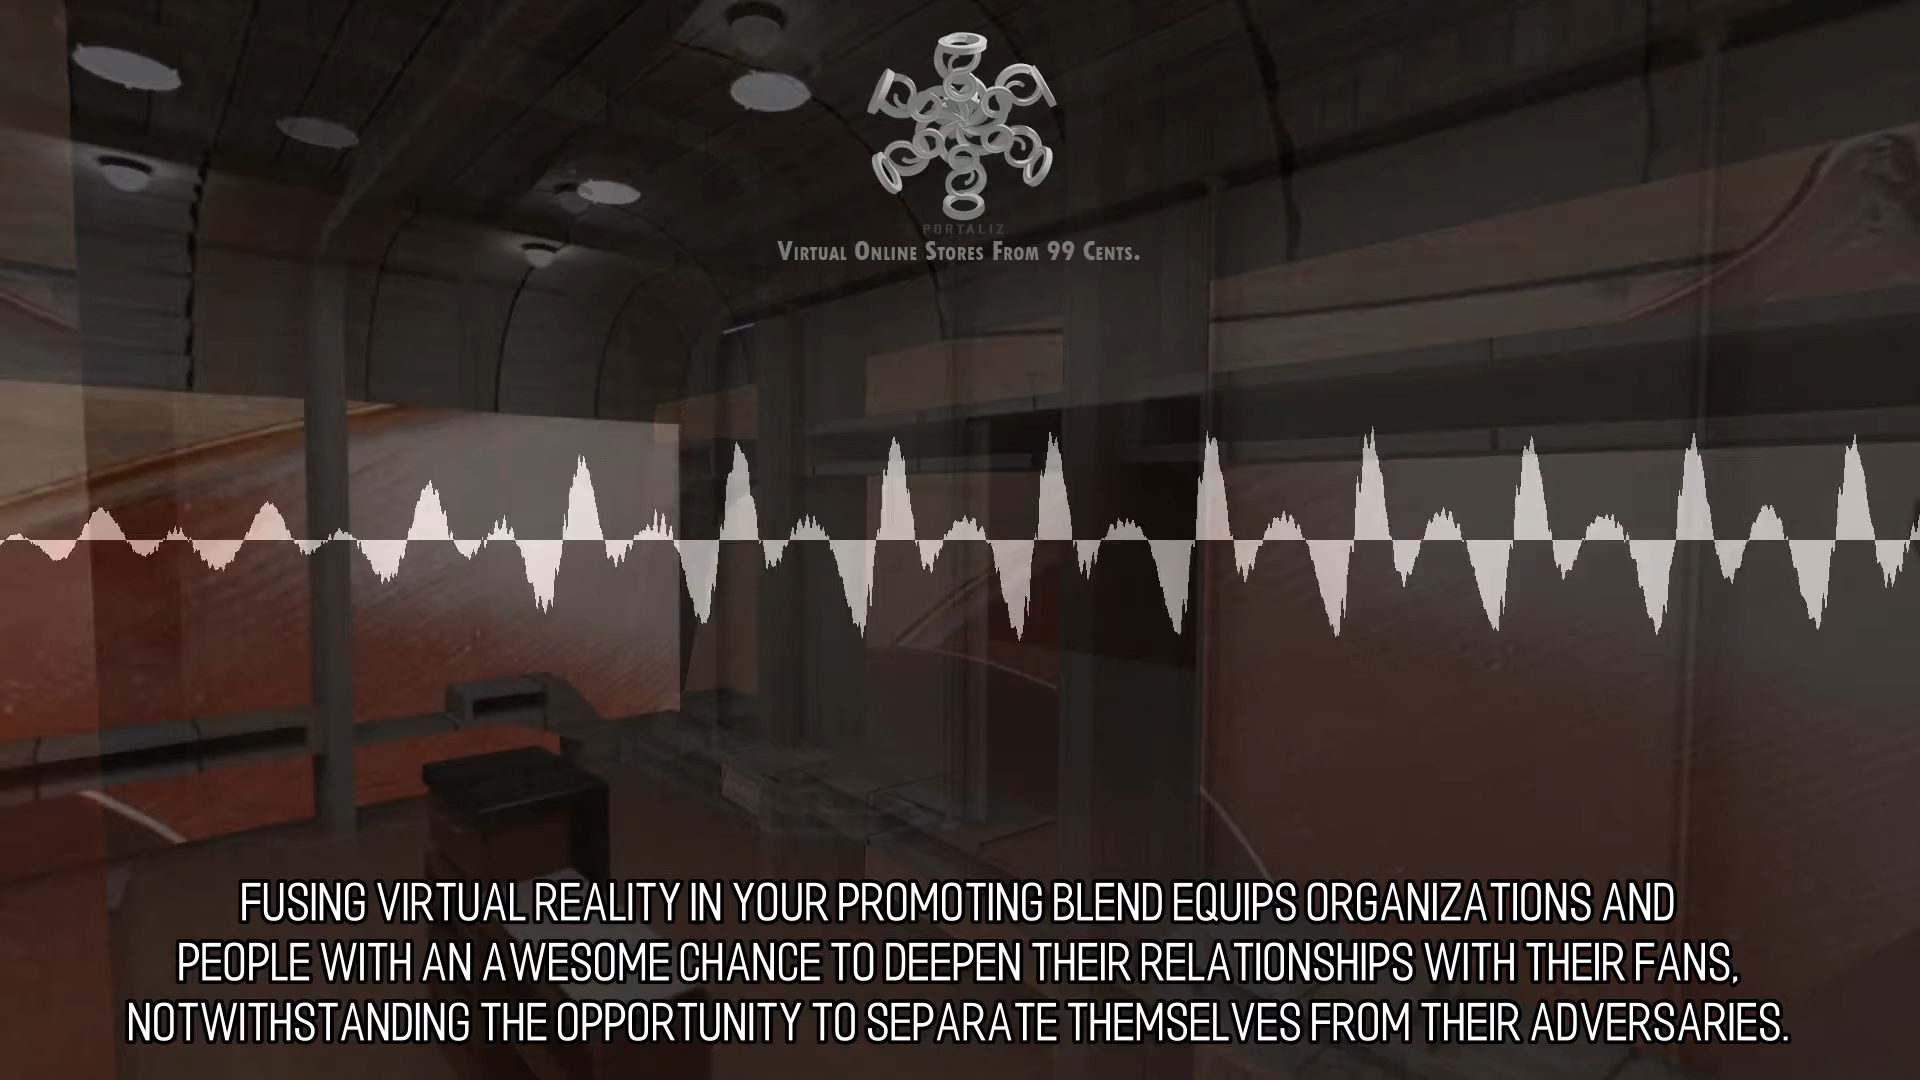 PORTALIZ
Virtual Online Stores From 99 Cents.
FUSING VIRTUAL REALITY IN YOUR PROMOTING BLEND EQUIPS ORGANIZATIONS AND
PEOPLE WITH AN AWESOME CHANCE TO DEEPEN THEIR RELATIONSHIPS WITH THEIR FANS,
NOTWITHSTANDING THE OPPORTUNITY TO SEPARATE THEMSELVES FROM THEIR ADVERSARIES.